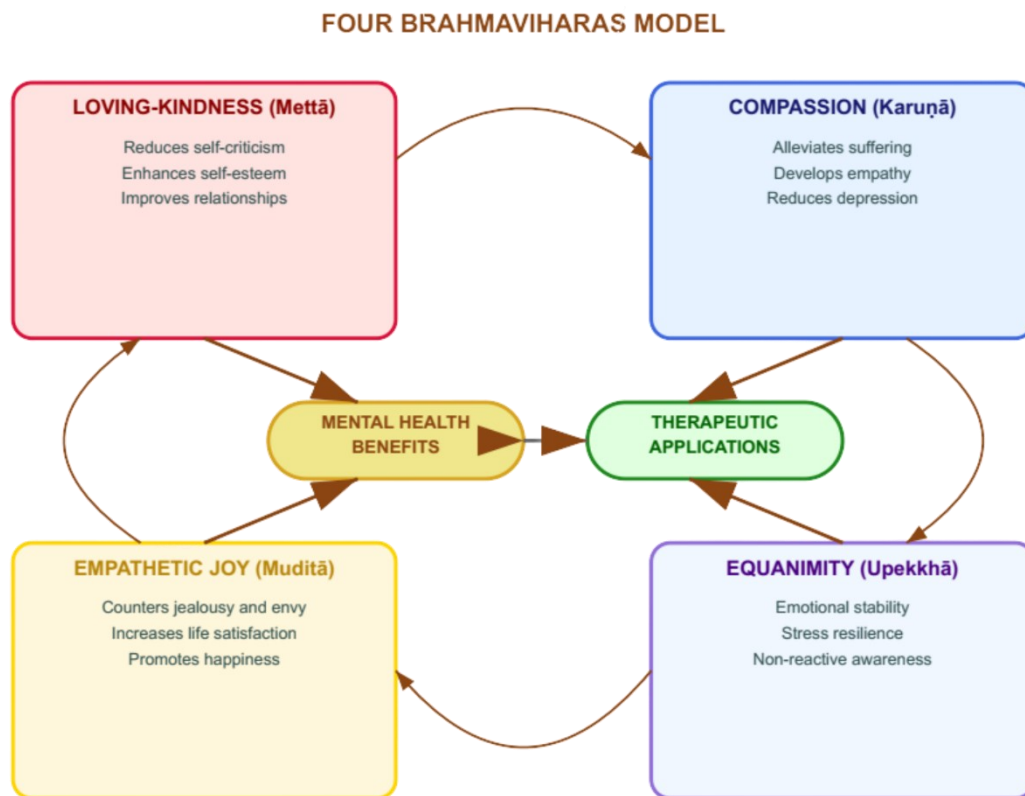 FOUR BRAHMAVIHARAS MODEL
LOVING-KINDNESS (Mettā)
Reduces self-criticism
Enhances self-esteem
Improves relationships
COMPASSION (Karuṇā)
Alleviates suffering
Develops empathy
Reduces depression
MENTAL HEALTH
BENEFITS
THERAPEUTIC
APPLICATIONS
EMPATHETIC JOY (Muditā)
Counters jealousy and envy
Increases life satisfaction
Promotes happiness
EQUANIMITY (Upekkhā)
Emotional stability
Stress resilience
Non-reactive awareness